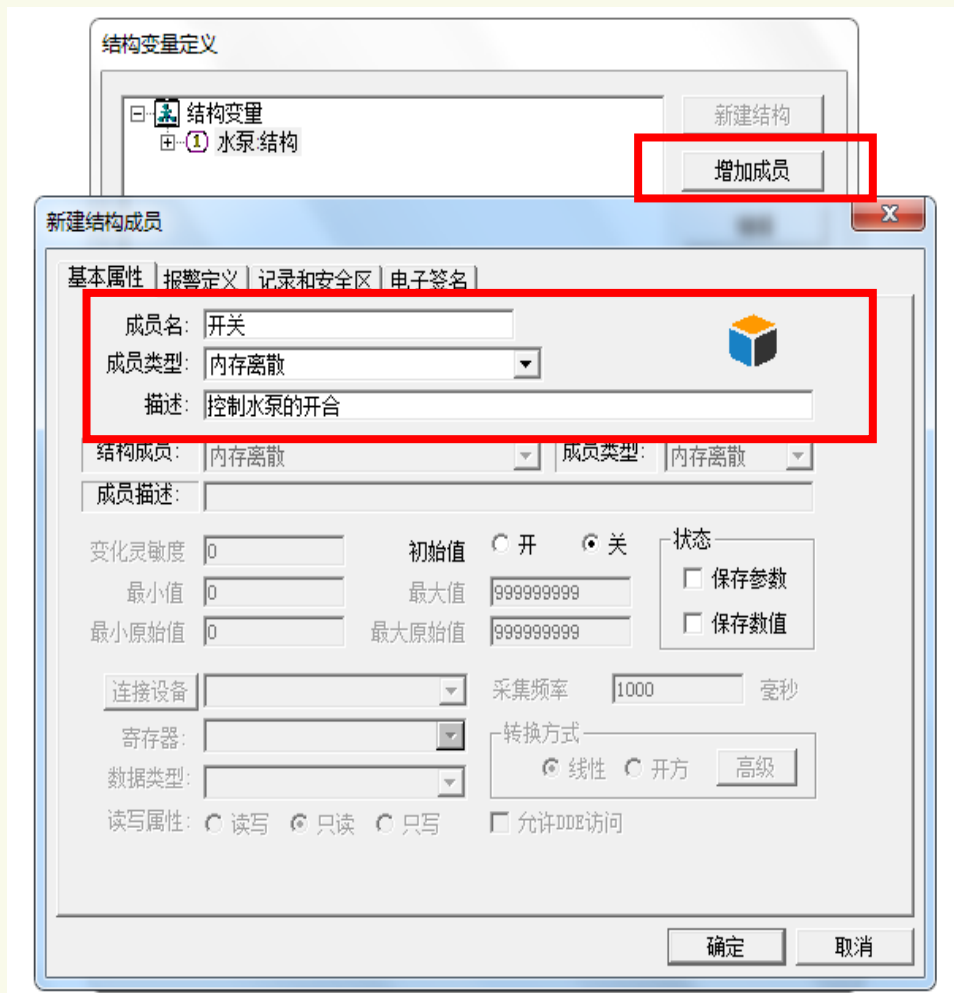 结构变量定义
结构变量
新建结构
① 水泵:结构
增加成员
新建结构成员
基本属性 报警定义 记录和安全区 电子签名
成员名: 开关
成员类型: 内存离散
描述: 控制水泵的开合
结构成员: 内存离散 成员类型: 内存离散
成员描述:
变化灵敏度 0 初始值 开 关 状态
保存参数
最小值 0 最大值 999999999
保存数值
最小原始值 0 最大原始值 999999999
连接设备 采集频率 1000 毫秒
寄存器: 转换方式
线性 开方 高级
数据类型:
读写属性: 读写 只读 只写 允许DDE访问
确定 取消